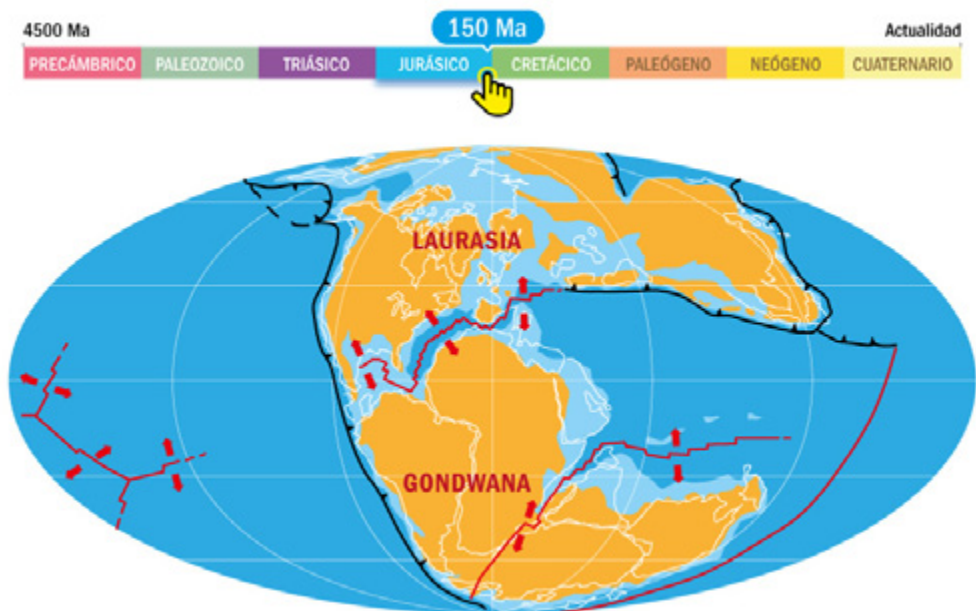 4500 Ma
150 Ma
Actualidad
PRECÁMBRICO PALEOZOICO TRIÁSICO JURÁSICO CRETÁCICO PALEÓGENO NEÓGENO CUATERNARIO
LAURASIA
GONDWANA